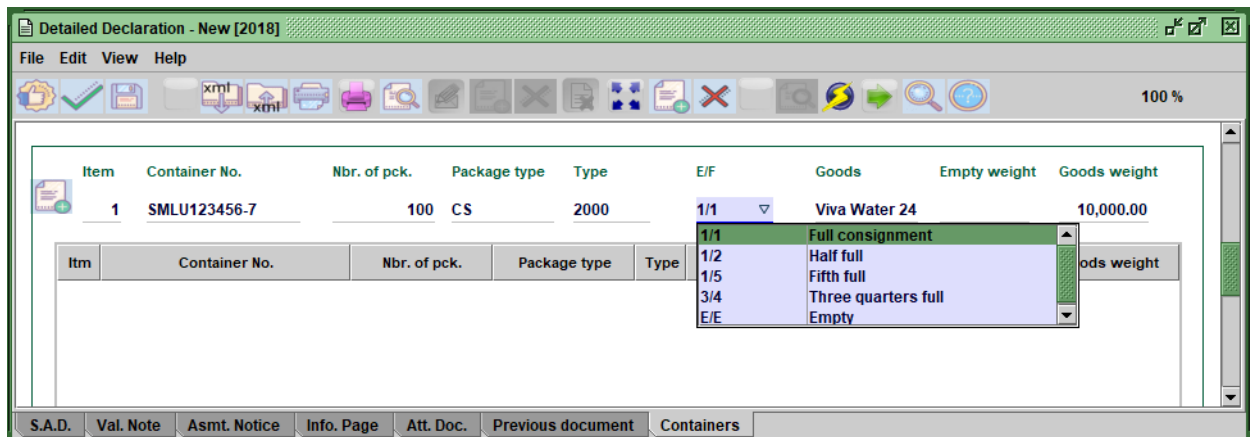 Detailed Declaration - New [2018]
File Edit View Help
xml xml 100 %
Item Container No. Nbr. of pck. Package type Type E/F Goods Empty weight Goods weight
1 SMLU123456-7 100 CS 2000 1/1 Viva Water 24 10,000.00
1/1 Full consignment
Itm Container No. Nbr. of pck. Package type Type 1/2 Half full ods weight
1/5 Fifth full
3/4 Three quarters full
E/E Empty
S.A.D. Val. Note Asmt. Notice Info. Page Att. Doc. Previous document Containers